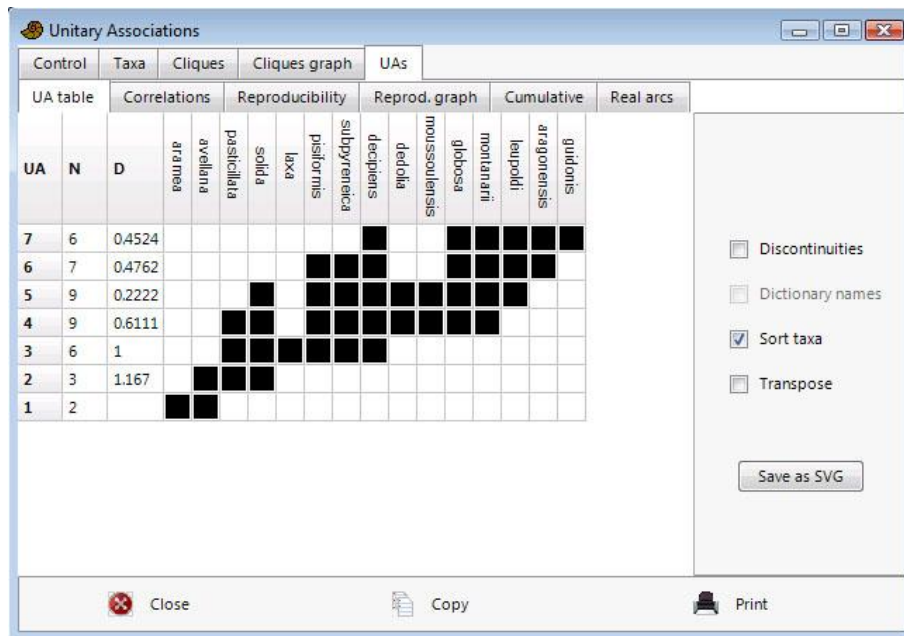 Unitary Associations
Control Taxa Cliques Cliques graph UAs
UA table Correlations Reproducibility Reprod. graph Cumulative Real arcs
UA N D aramea avellana pasticillata solida laxa pisiformis subpyreneica decipiens dedolia moussoulensis globosa montanarii leupoldi aragonensis guidonis
7 6 0.4524
6 7 0.4762
5 9 0.2222
4 9 0.6111
3 6 1
2 3 1.167
1 2
Discontinuities
Dictionary names
Sort taxa
Transpose
Save as SVG
Close Copy Print